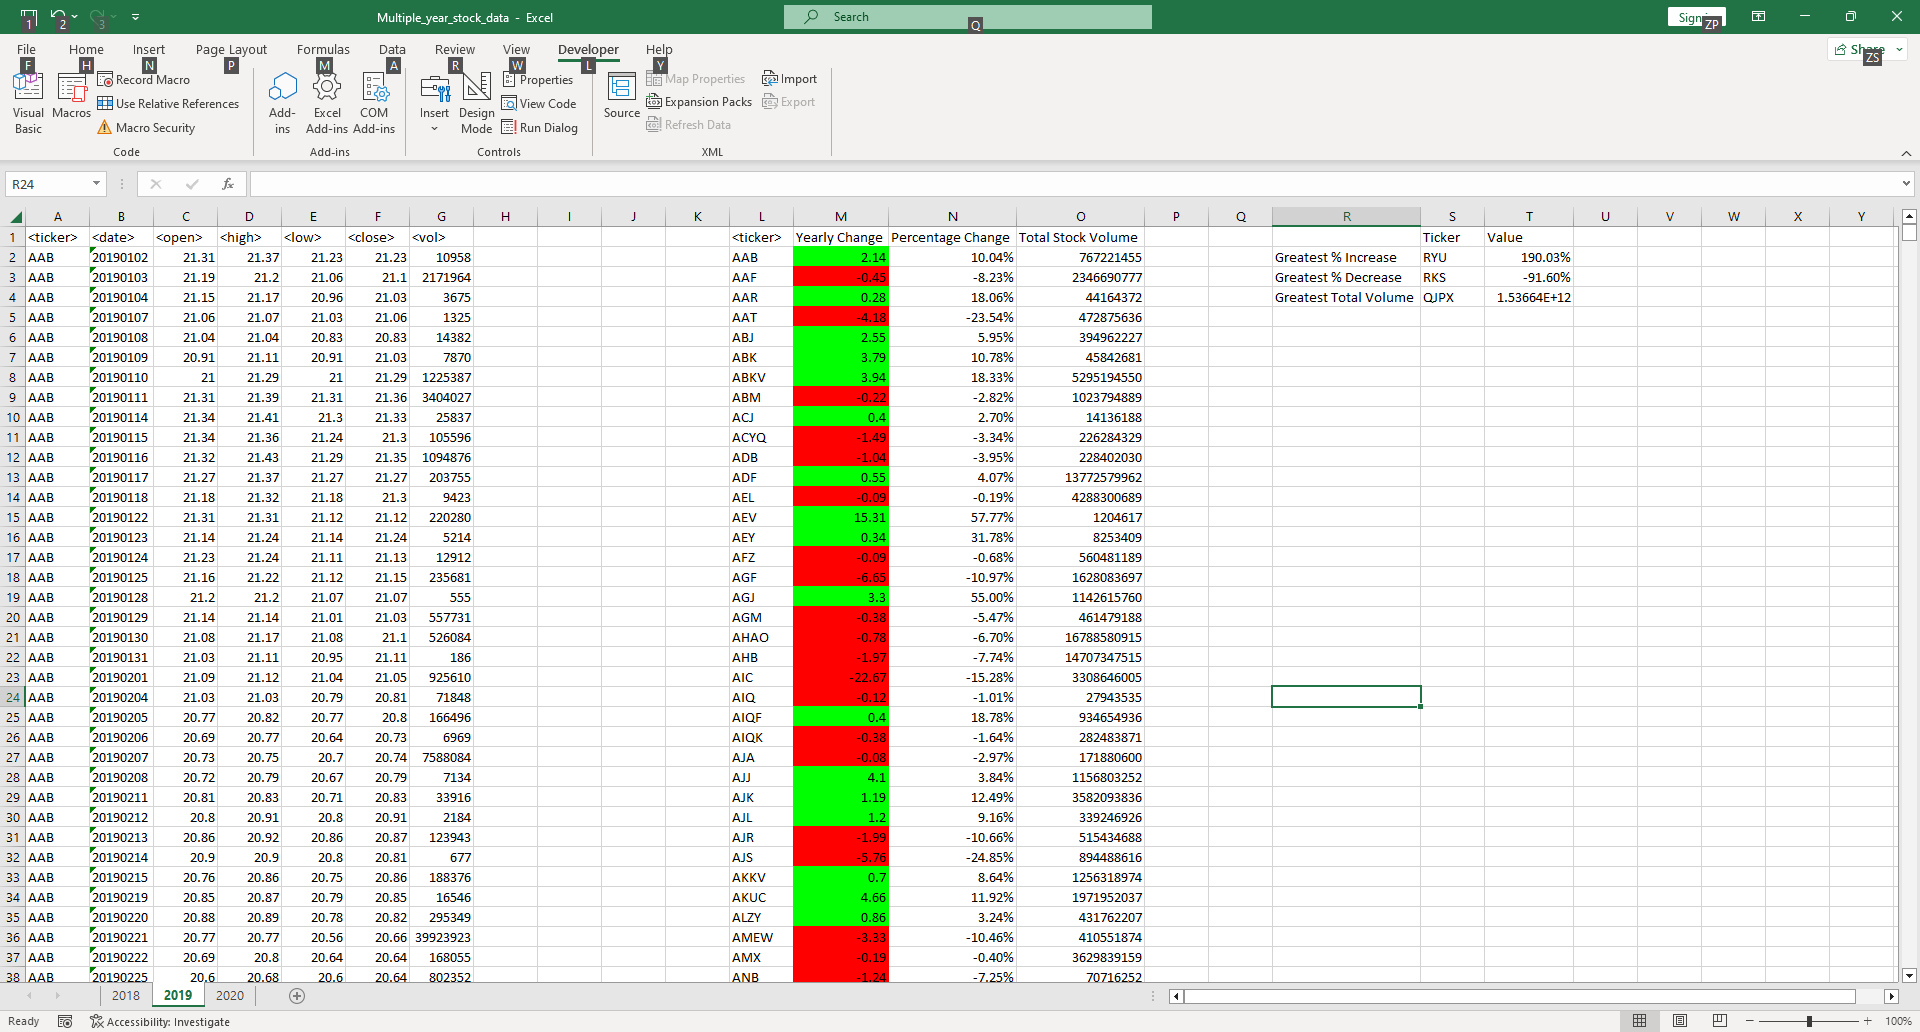 1 2 3 Multiple_year_stock_data - Excel Search Q Sign in ZP
File Home Insert Page Layout Formulas Data Review View Developer Help Share
F H N P M A R W L Y ZS
Visual Basic Macros Record Macro Use Relative References Macro Security Code
Add-ins Excel Add-ins COM Add-ins Add-ins
Insert Design Mode Properties View Code Run Dialog Controls
Source Map Properties Expansion Packs Refresh Data Import Export XML
R24 fx
A B C D E F G H I J K L M N O P Q R S T U V W X Y
1 <ticker> <date> <open> <high> <low> <close> <vol> <ticker> Yearly Change Percentage Change Total Stock Volume Ticker Value
2 AAB 20190102 21.31 21.37 21.23 21.23 10958 AAB 2.14 10.04% 767221455 Greatest % Increase RYU 190.03%
3 AAB 20190103 21.19 21.2 21.06 21.1 2171964 AAF -0.45 -8.23% 2346690777 Greatest % Decrease RKS -91.60%
4 AAB 20190104 21.15 21.17 20.96 21.03 3675 AAR 0.28 18.06% 44164372 Greatest Total Volume QJPX 1.53664E+12
5 AAB 20190107 21.06 21.07 21.03 21.06 1325 AAT -4.18 -23.54% 472875636
6 AAB 20190108 21.04 21.04 20.83 20.83 14382 ABJ 2.55 5.95% 394962227
7 AAB 20190109 20.91 21.11 20.91 21.03 7870 ABK 3.79 10.78% 45842681
8 AAB 20190110 21 21.29 21 21.29 1225387 ABKV 3.94 18.33% 5295194550
9 AAB 20190111 21.31 21.39 21.31 21.36 3404027 ABM -0.22 -2.82% 1023794889
10 AAB 20190114 21.34 21.41 21.3 21.33 25837 ACJ 0.4 2.70% 14136188
11 AAB 20190115 21.34 21.36 21.24 21.3 105596 ACYQ -1.49 -3.34% 226284329
12 AAB 20190116 21.32 21.43 21.29 21.35 1094876 ADB -1.04 -3.95% 228402030
13 AAB 20190117 21.27 21.37 21.27 21.27 203755 ADF 0.55 4.07% 13772579962
14 AAB 20190118 21.18 21.32 21.18 21.3 9423 AEL -0.09 -0.19% 4288300689
15 AAB 20190122 21.31 21.31 21.12 21.12 220280 AEV 15.31 57.77% 1204617
16 AAB 20190123 21.14 21.24 21.14 21.24 5214 AEY 0.34 31.78% 8253409
17 AAB 20190124 21.23 21.24 21.11 21.13 12912 AFZ -0.09 -0.68% 560481189
18 AAB 20190125 21.16 21.22 21.12 21.15 235681 AGF -6.65 -10.97% 1628083697
19 AAB 20190128 21.2 21.2 21.07 21.07 555 AGJ 3.3 55.00% 1142615760
20 AAB 20190129 21.14 21.14 21.01 21.03 557731 AGM -0.38 -5.47% 461479188
21 AAB 20190130 21.08 21.17 21.08 21.1 526084 AHAO -0.78 -6.70% 16788580915
22 AAB 20190131 21.03 21.11 20.95 21.11 186 AHB -1.97 -7.74% 14707347515
23 AAB 20190201 21.09 21.12 21.04 21.05 925610 AIC -22.67 -15.28% 3308646005
24 AAB 20190204 21.03 21.03 20.79 20.81 71848 AIQ -0.12 -1.01% 27943535
25 AAB 20190205 20.77 20.82 20.77 20.8 166496 AIQF 0.4 18.78% 934654936
26 AAB 20190206 20.69 20.77 20.64 20.73 6969 AIQK -0.38 -1.64% 282483871
27 AAB 20190207 20.73 20.75 20.7 20.74 7588084 AJA -0.08 -2.97% 171880600
28 AAB 20190208 20.72 20.79 20.67 20.79 7134 AJJ 4.1 3.84% 1156803252
29 AAB 20190211 20.81 20.83 20.71 20.83 33916 AJK 1.19 12.49% 3582093836
30 AAB 20190212 20.8 20.91 20.8 20.91 2184 AJL 1.2 9.16% 339246926
31 AAB 20190213 20.86 20.92 20.86 20.87 123943 AJR -1.99 -10.66% 515434688
32 AAB 20190214 20.9 20.9 20.8 20.81 677 AJS -5.76 -24.85% 894488616
33 AAB 20190215 20.76 20.86 20.75 20.86 188376 AKKV 0.7 8.64% 1256318974
34 AAB 20190219 20.85 20.87 20.79 20.85 16546 AKUC 4.66 11.92% 1971952037
35 AAB 20190220 20.88 20.89 20.78 20.82 295349 ALZY 0.86 3.24% 431762207
36 AAB 20190221 20.77 20.77 20.56 20.66 39923923 AMEW -3.33 -10.46% 410551874
37 AAB 20190222 20.69 20.8 20.64 20.64 168055 AMX -0.19 -0.40% 3629839159
38 AAB 20190225 20.6 20.68 20.6 20.64 802352 ANB -1.24 -7.25% 70716252
2018 2019 2020
Ready Accessibility: Investigate 100%